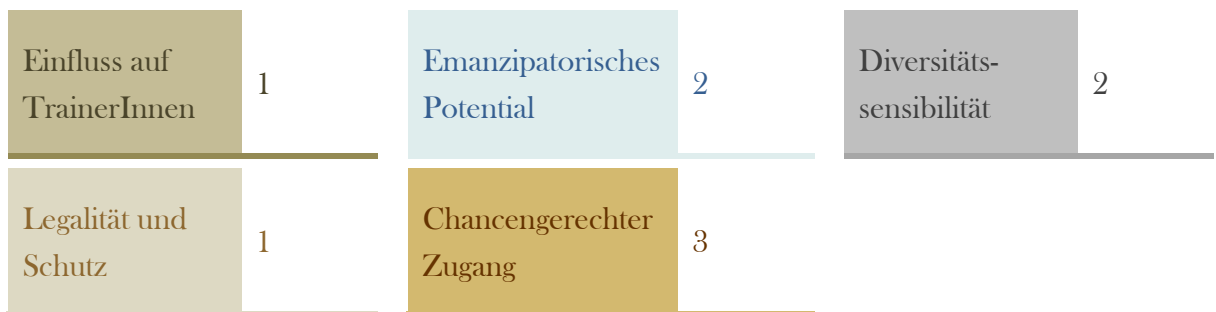 Einfluss auf
TrainerInnen
1
Emanzipatorisches
Potential
2
Diversitäts-
sensibilität
2
Legalität und
Schutz
1
Chancengerechter
Zugang
3